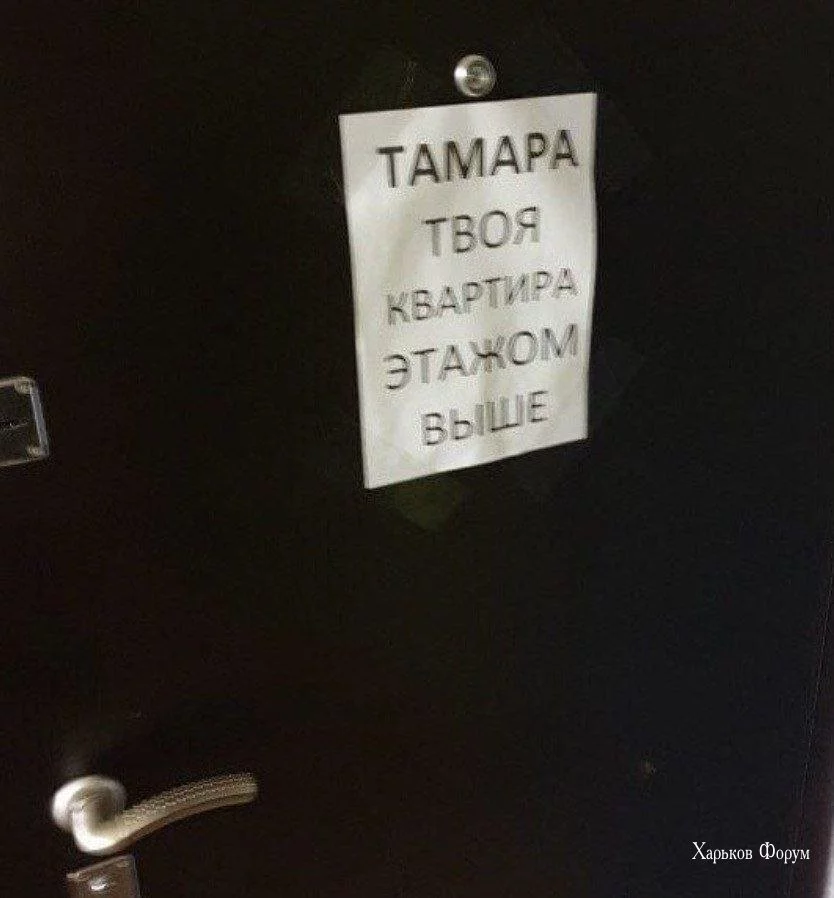 ТАМАРА
ТВОЯ
КВАРТИРА
ЭТАЖОМ
ВЫШЕ
Харьков Форум